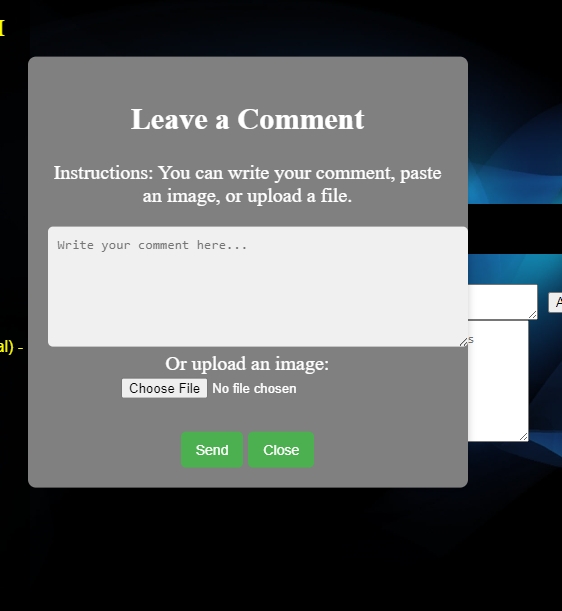 Leave a Comment
Instructions: You can write your comment, paste
an image, or upload a file.
Write your comment here...
Or upload an image:
Choose File No file chosen
al) -
Send Close